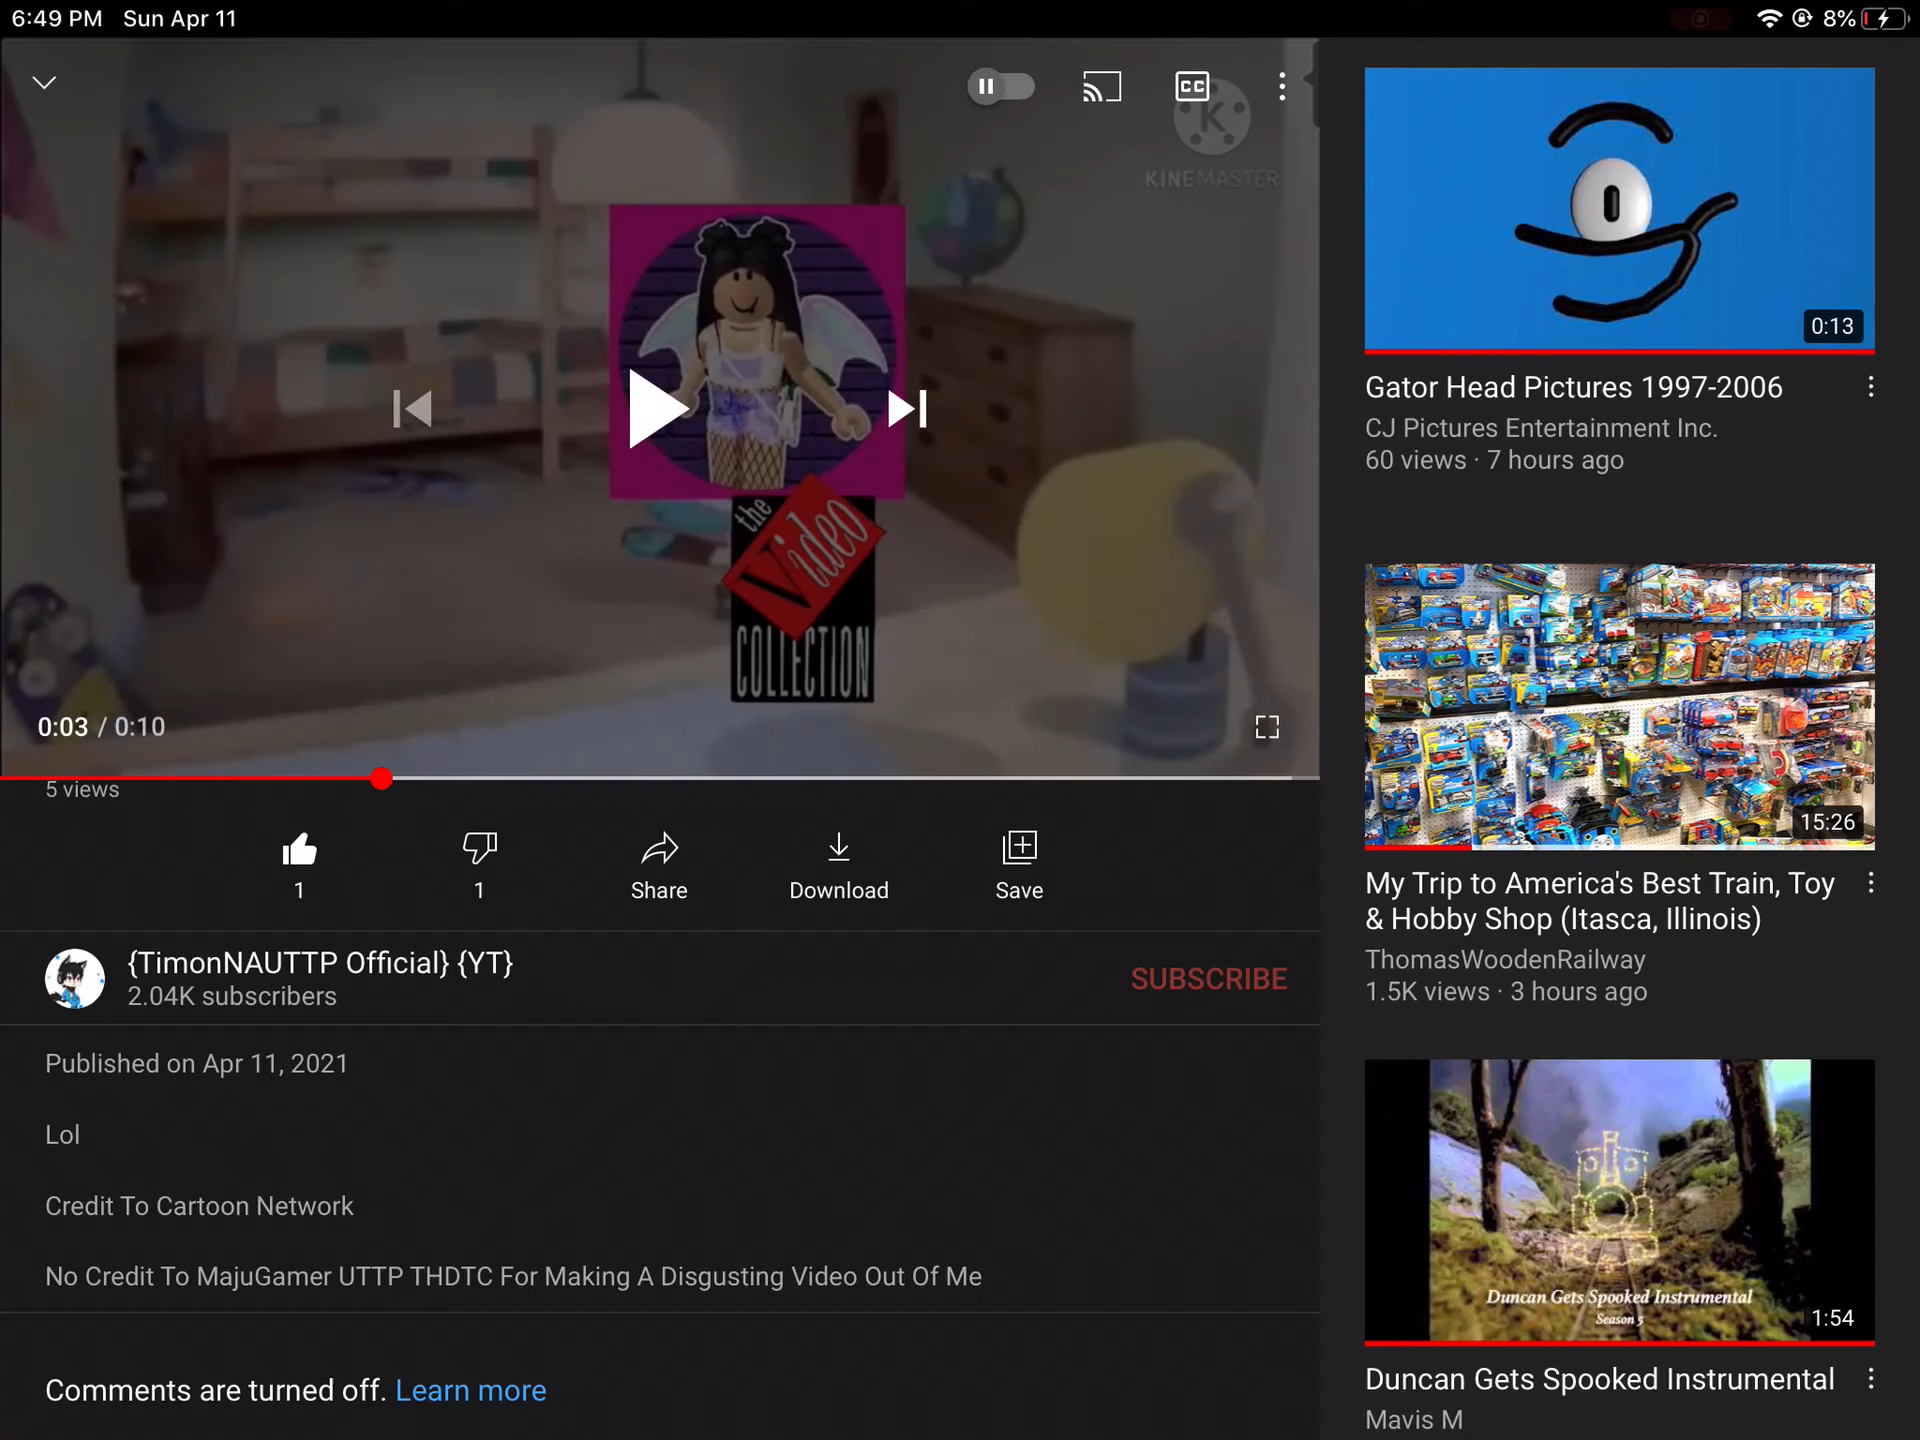 6:49 PM Sun Apr 11
8%
CC
K
KINEMASTER
the
Video
COLLECTION
0:03 / 0:10
5 views
1
1
Share
Download
Save
{TimonNAUTTP Official} {YT}
2.04K subscribers
SUBSCRIBE
Published on Apr 11, 2021
Lol
Credit To Cartoon Network
No Credit To MajuGamer UTTP THDTC For Making A Disgusting Video Out Of Me
Comments are turned off. Learn more
0:13
Gator Head Pictures 1997-2006
CJ Pictures Entertainment Inc.
60 views · 7 hours ago
15:26
My Trip to America's Best Train, Toy
& Hobby Shop (Itasca, Illinois)
ThomasWoodenRailway
1.5K views · 3 hours ago
Duncan Gets Spooked Instrumental
Season 5
1:54
Duncan Gets Spooked Instrumental
Mavis M